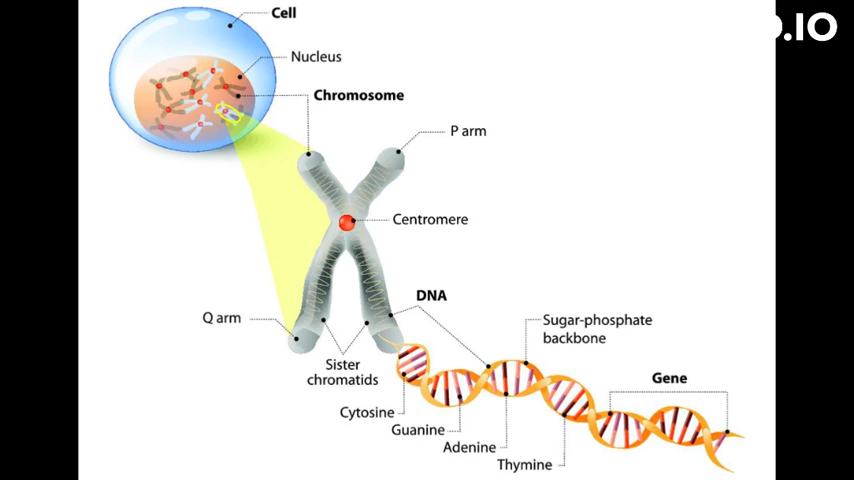 Cell
.IO
Nucleus
Chromosome
P arm
Centromere
DNA
Q arm
Sugar-phosphate
backbone
Sister
chromatids
Gene
Cytosine
Guanine
Adenine
Thymine